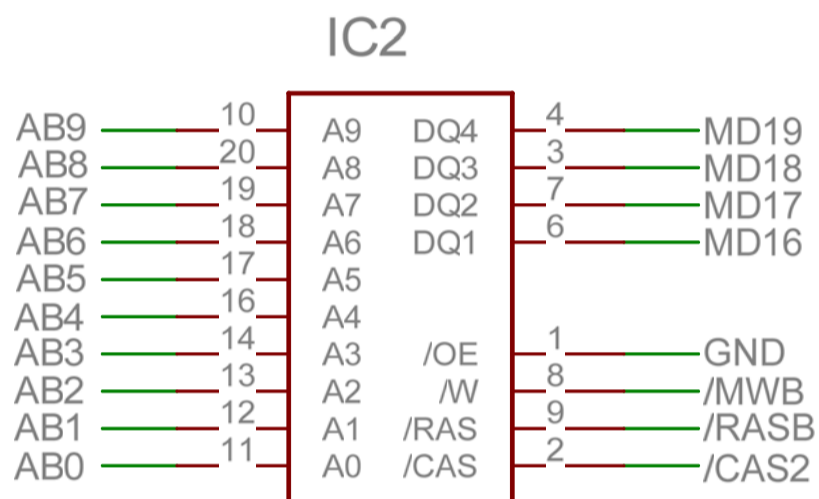 IC2
AB9 10 A9 DQ4 4 MD19
AB8 20 A8 DQ3 3 MD18
AB7 19 A7 DQ2 7 MD17
AB6 18 A6 DQ1 6 MD16
AB5 17 A5
AB4 16 A4
AB3 14 A3 /OE 1 GND
AB2 13 A2 /W 8 /MWB
AB1 12 A1 /RAS 9 /RASB
AB0 11 A0 /CAS 2 /CAS2